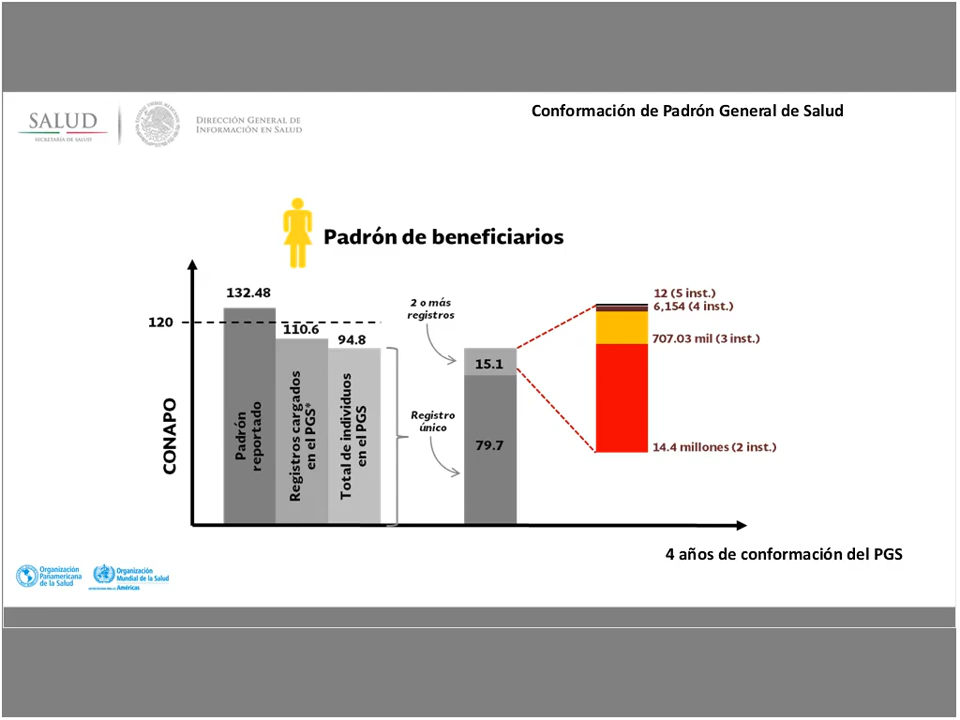 SALUD
SECRETARÍA DE SALUD
DIRECCIÓN GENERAL DE
INFORMACIÓN EN SALUD
Conformación de Padrón General de Salud
Padrón de beneficiarios
132.48
120
110.6
94.8
CONAPO
Padrón
reportado
Registros cargados
en el PGS*
Total de individuos
en el PGS
2 o más
registros
Registro
único
15.1
79.7
12 (5 inst.)
6,154 (4 inst.)
707.03 mil (3 inst.)
14.4 millones (2 inst.)
4 años de conformación del PGS
Organización
Panamericana
de la Salud
Organización
Mundial de la Salud
Américas